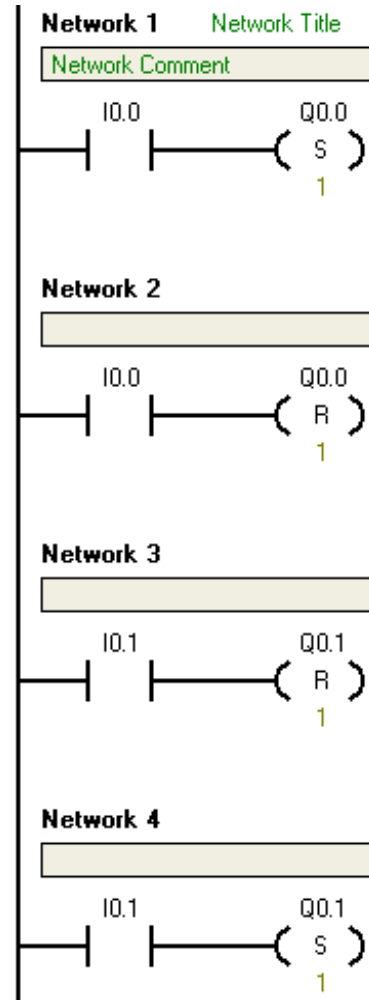 Network 1 Network Title
Network Comment
I0.0 Q0.0
S
1
Network 2
I0.0 Q0.0
R
1
Network 3
I0.1 Q0.1
R
1
Network 4
I0.1 Q0.1
S
1